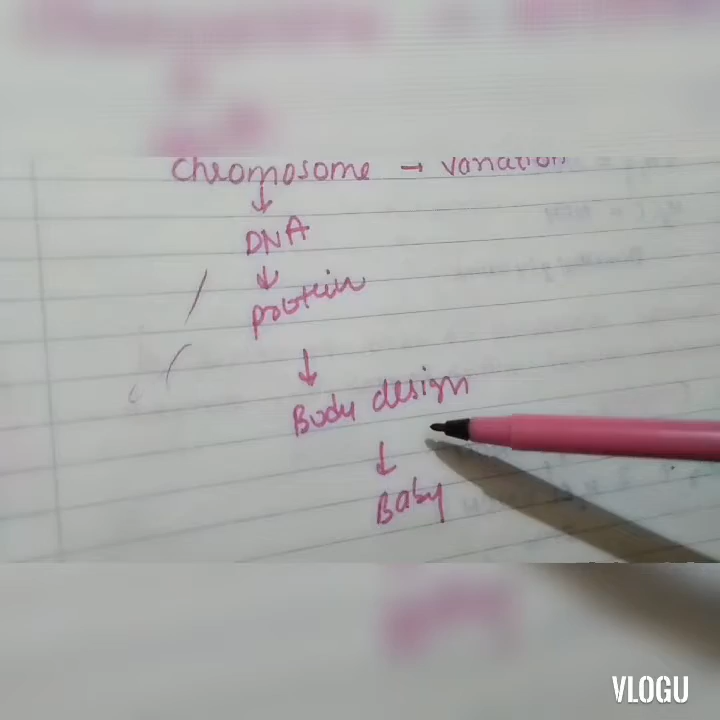 Chromosome → variation
↓
DNA
↓
protein
↓
Body design
↓
Baby
VLOGU